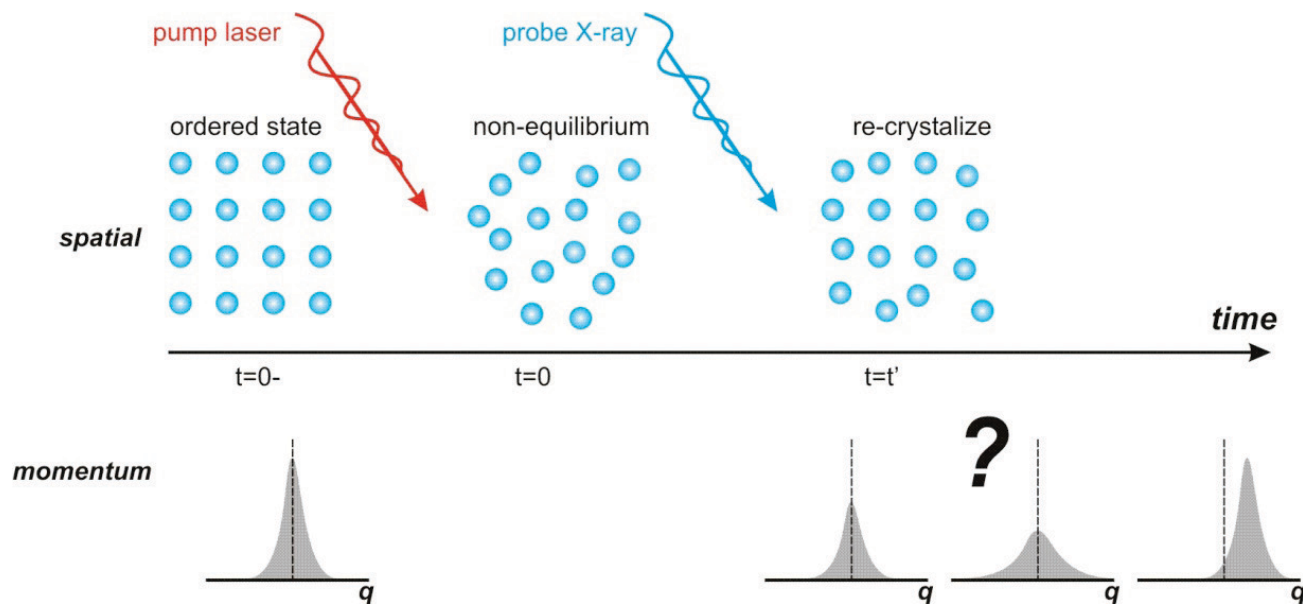 pump laser
probe X-ray
ordered state
non-equilibrium
re-crystalize
spatial
time
t=0-
t=0
t=t’
momentum
?
q
q
q
q